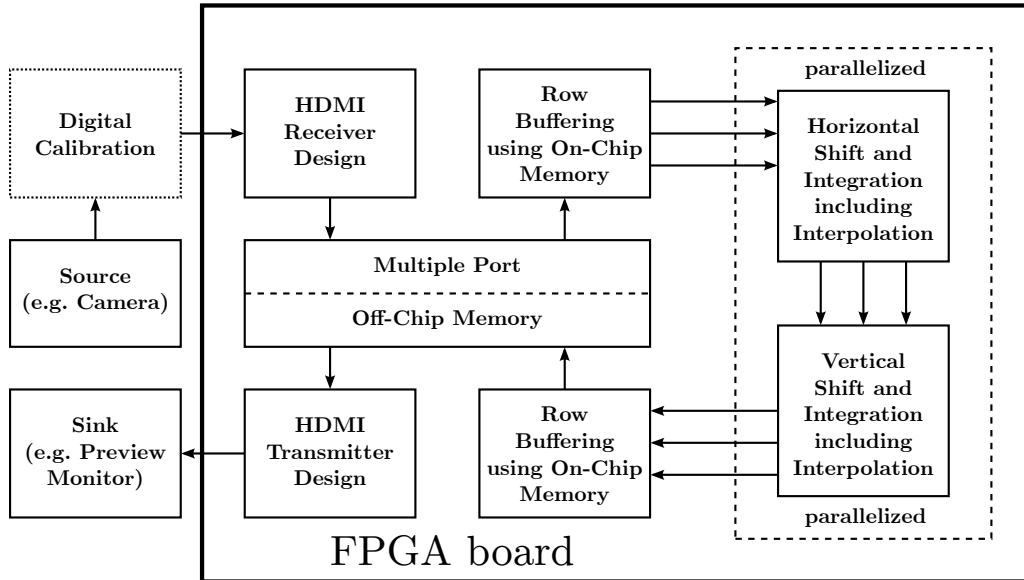 Digital
Calibration
Source
(e.g. Camera)
Sink
(e.g. Preview
Monitor)
HDMI
Receiver
Design
Multiple Port
Off-Chip Memory
HDMI
Transmitter
Design
Row
Buffering
using On-Chip
Memory
Row
Buffering
using On-Chip
Memory
parallelized
Horizontal
Shift and
Integration
including
Interpolation
Vertical
Shift and
Integration
including
Interpolation
parallelized
FPGA board